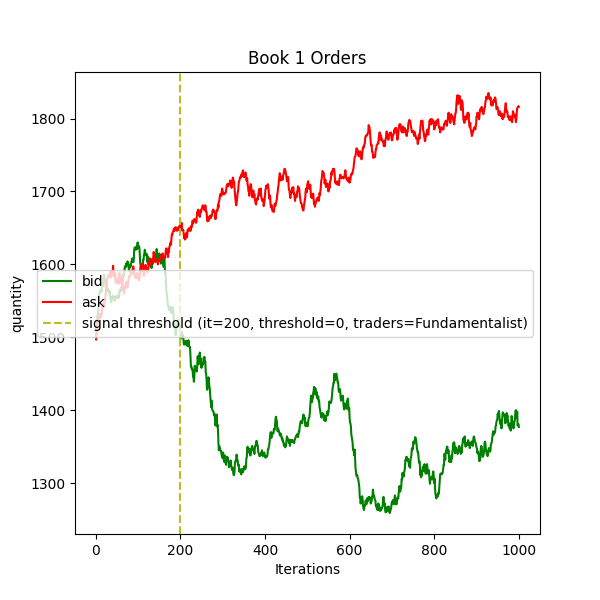 Book 1 Orders
quantity
1800
1700
1600
1500
1400
1300
bid
ask
signal threshold (it=200, threshold=0, traders=Fundamentalist)
0 200 400 600 800 1000
Iterations